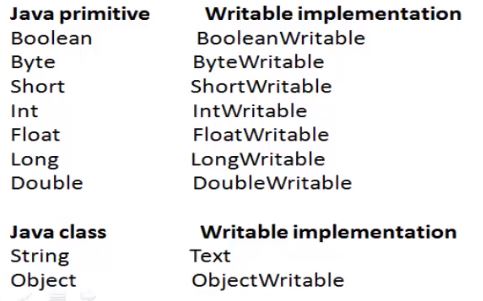 Java primitive Writable implementation
Boolean BooleanWritable
Byte ByteWritable
Short ShortWritable
Int IntWritable
Float FloatWritable
Long LongWritable
Double DoubleWritable
Java class Writable implementation
String Text
Object ObjectWritable